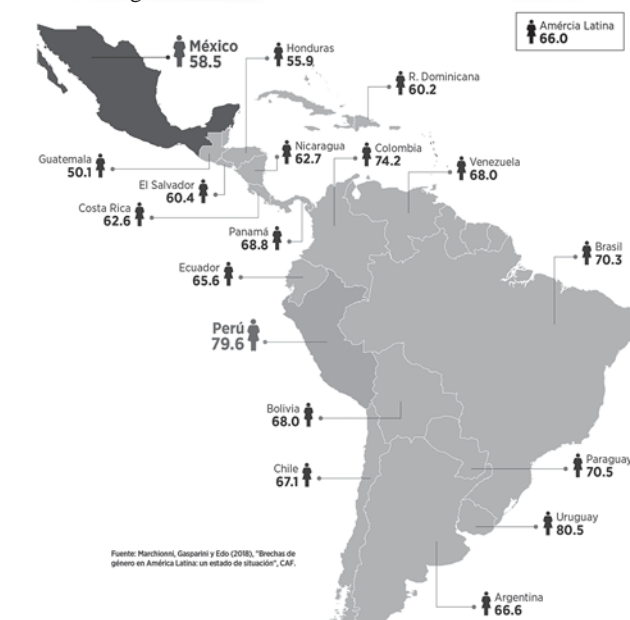 Amércia Latina
66.0
México
58.5
Honduras
55.9
R. Dominicana
60.2
Guatemala
50.1
Nicaragua
62.7
Colombia
74.2
Venezuela
68.0
El Salvador
60.4
Costa Rica
62.6
Panamá
68.8
Brasil
70.3
Ecuador
65.6
Perú
79.6
Bolivia
68.0
Chile
67.1
Paraguay
70.5
Uruguay
80.5
Fuente: Marchionni, Gasparini y Edo (2018), "Brechas de
género en América Latina: un estado de situación", CAF.
Argentina
66.6